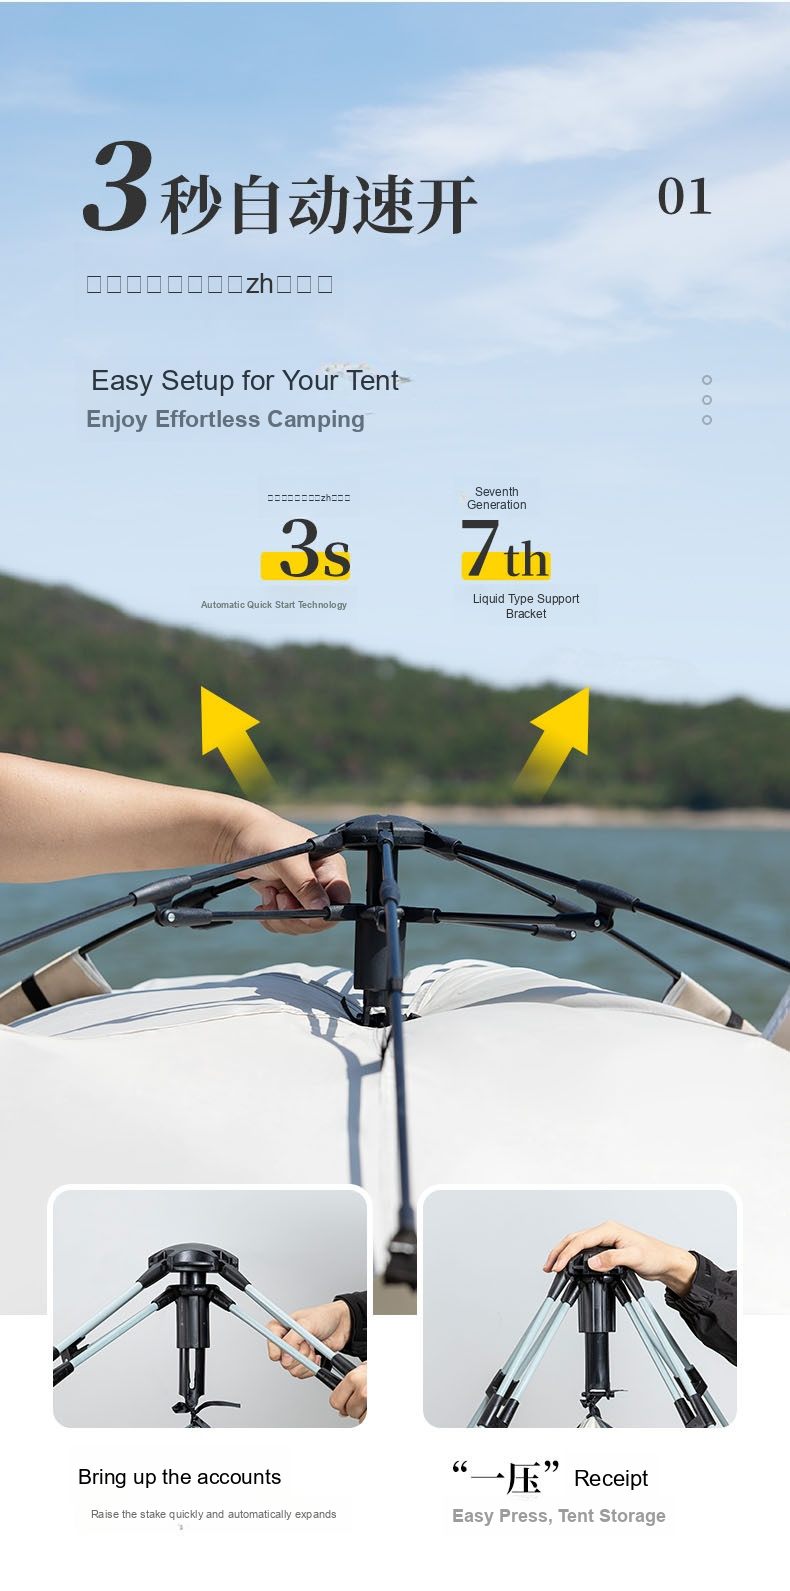 3秒自动速开
01
□□□□□□□□zh□□□
Easy Setup for Your Tent
Enjoy Effortless Camping
□□□□□□□□zh□□□
3s
Automatic Quick Start Technology
Seventh
Generation
7th
Liquid Type Support
Bracket
Bring up the accounts
Raise the stake quickly and automatically expands
“一压” Receipt
Easy Press, Tent Storage